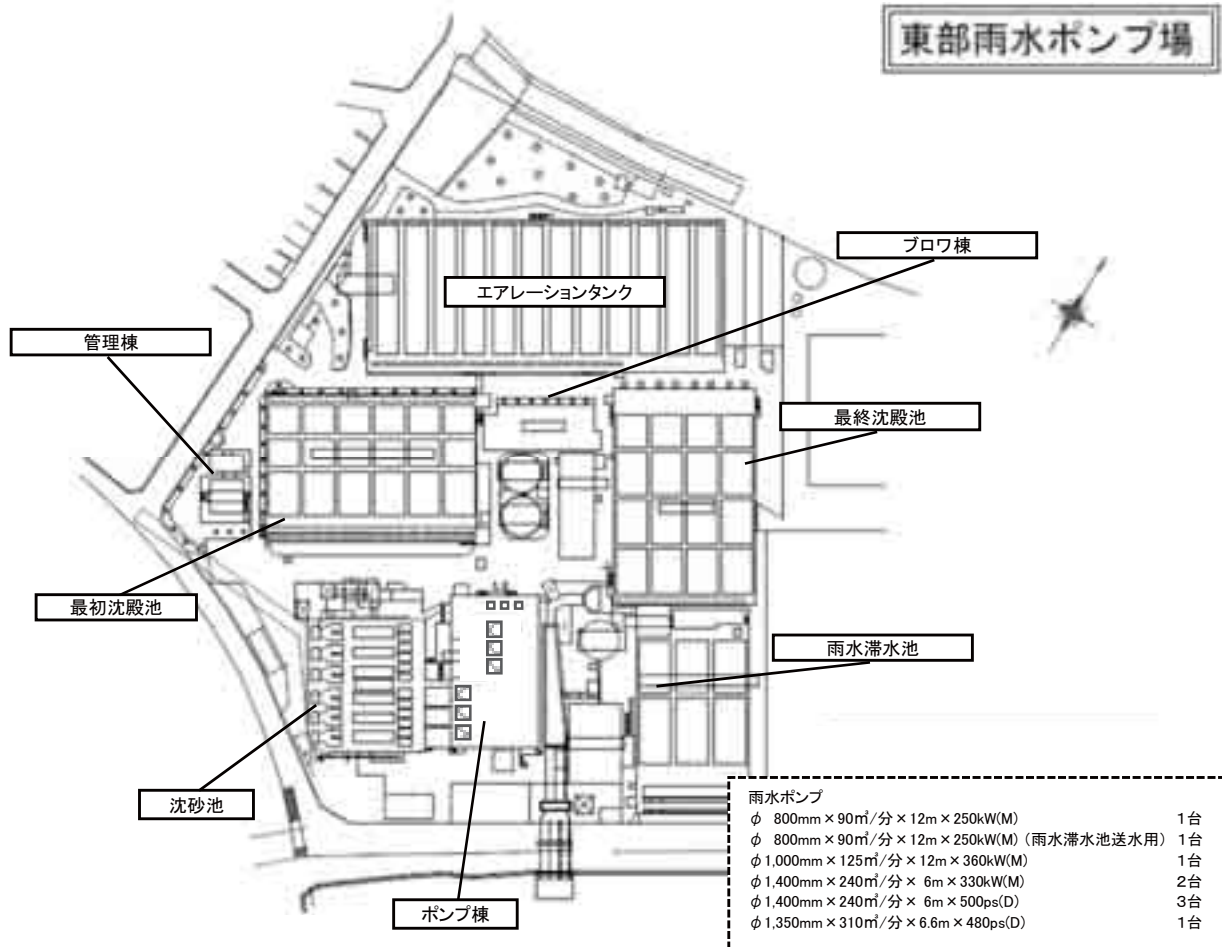 東部雨水ポンプ場
ブロワ棟
エアレーションタンク
管理棟
最終沈殿池
最初沈殿池
雨水滞水池
沈砂池
ポンプ棟
雨水ポンプ
φ 800mm×90㎥/分×12m×250kW(M) 1台
φ 800mm×90㎥/分×12m×250kW(M) (雨水滞水池送水用) 1台
φ1,000mm×125㎥/分×12m×360kW(M) 1台
φ1,400mm×240㎥/分× 6m×330kW(M) 2台
φ1,400mm×240㎥/分× 6m×500ps(D) 3台
φ1,350mm×310㎥/分×6.6m×480ps(D) 1台